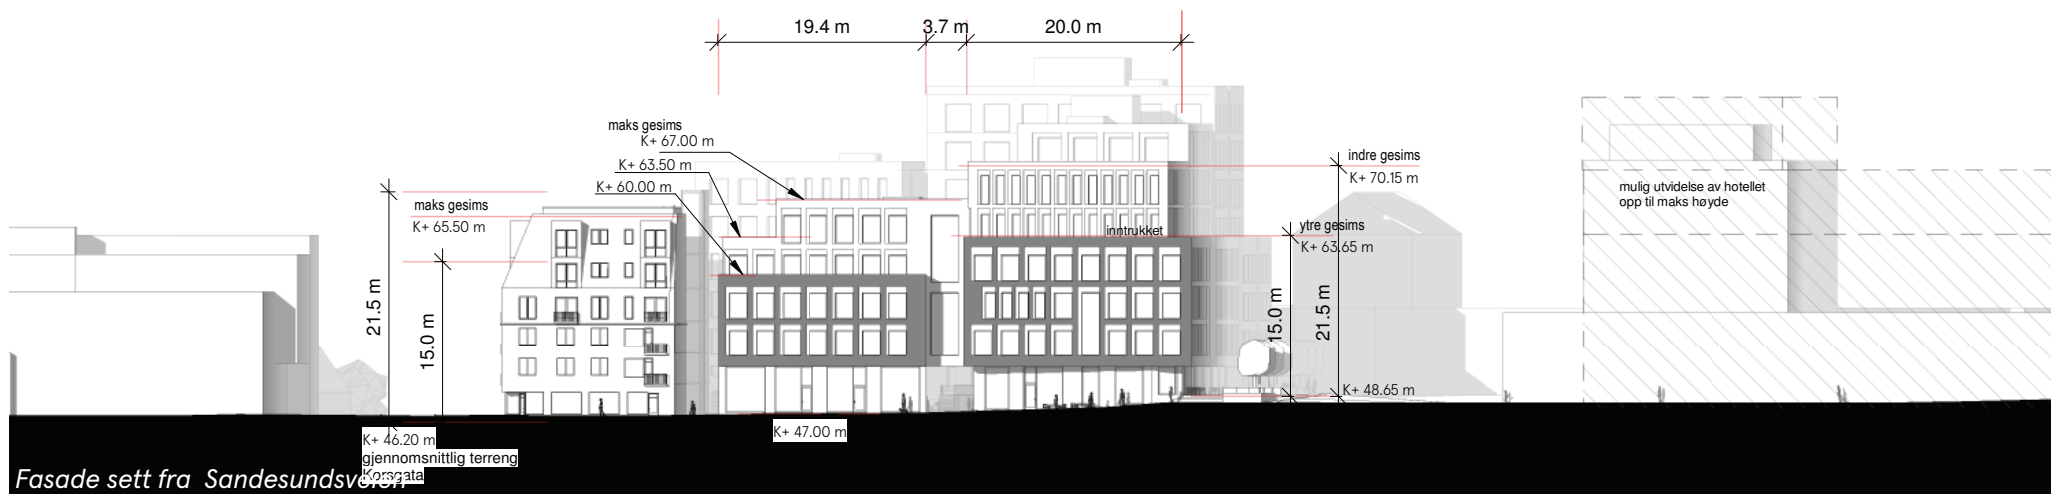 19.4 m
3.7 m
20.0 m
maks gesims
K+ 67.00 m
K+ 63.50 m
K+ 60.00 m
maks gesims
K+ 65.50 m
21.5 m
15.0 m
inntrukket
indre gesims
K+ 70.15 m
ytre gesims
K+ 63.65 m
15.0 m
21.5 m
K+ 48.65 m
mulig utvidelse av hotellet
opp til maks høyde
K+ 46.20 m
gjennomsnittlig terreng
Korsgata
K+ 47.00 m
Fasade sett fra Sandesundsveien